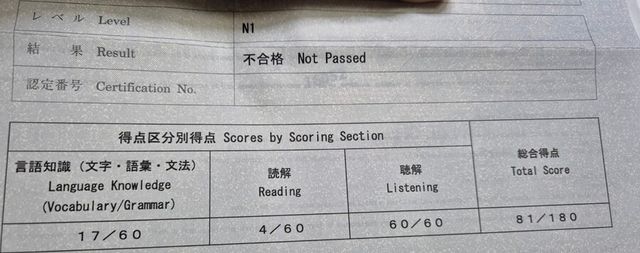 レベル Level N1
結果 Result 不合格 Not Passed
認定番号 Certification No.
得点区分別得点 Scores by Scoring Section
総合得点
Total Score
言語知識（文字・語彙・文法）
Language Knowledge
(Vocabulary/Grammar)
読解
Reading
聴解
Listening
17/60 4/60 60/60 81/180